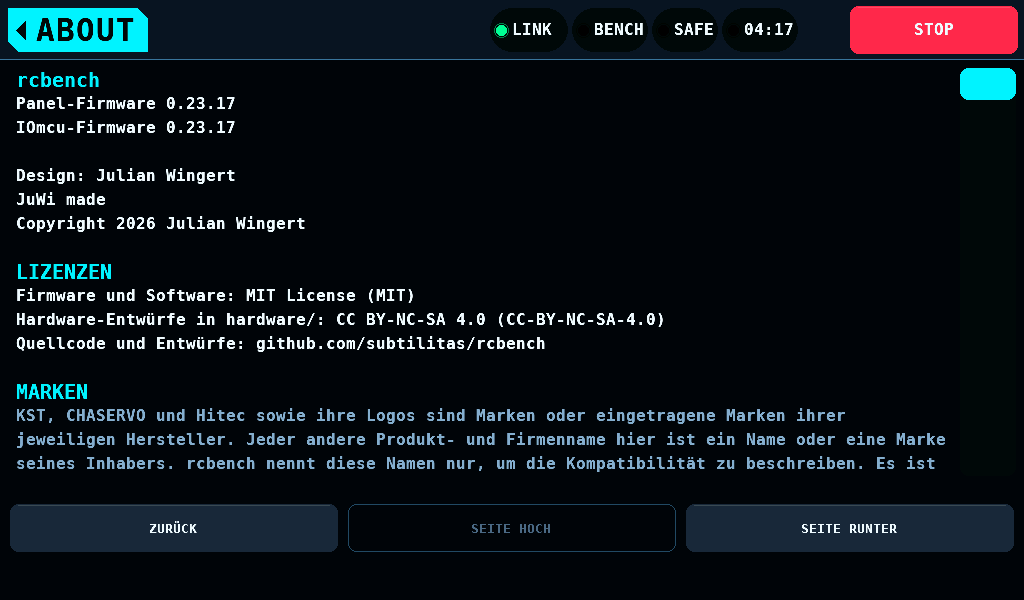 ABOUT
LINK
BENCH
SAFE
04:17
STOP
rcbench
Panel-Firmware 0.23.17
IOmcu-Firmware 0.23.17
Design: Julian Wingert
JuWi made
Copyright 2026 Julian Wingert
LIZENZEN
Firmware und Software: MIT License (MIT)
Hardware-Entwürfe in hardware/: CC BY-NC-SA 4.0 (CC-BY-NC-SA-4.0)
Quellcode und Entwürfe: github.com/subtilitas/rcbench
MARKEN
KST, CHASERVO und Hitec sowie ihre Logos sind Marken oder eingetragene Marken ihrer
jeweiligen Hersteller. Jeder andere Produkt- und Firmenname hier ist ein Name oder eine Marke
seines Inhabers. rcbench nennt diese Namen nur, um die Kompatibilität zu beschreiben. Es ist
ZURÜCK
SEITE HOCH
SEITE RUNTER